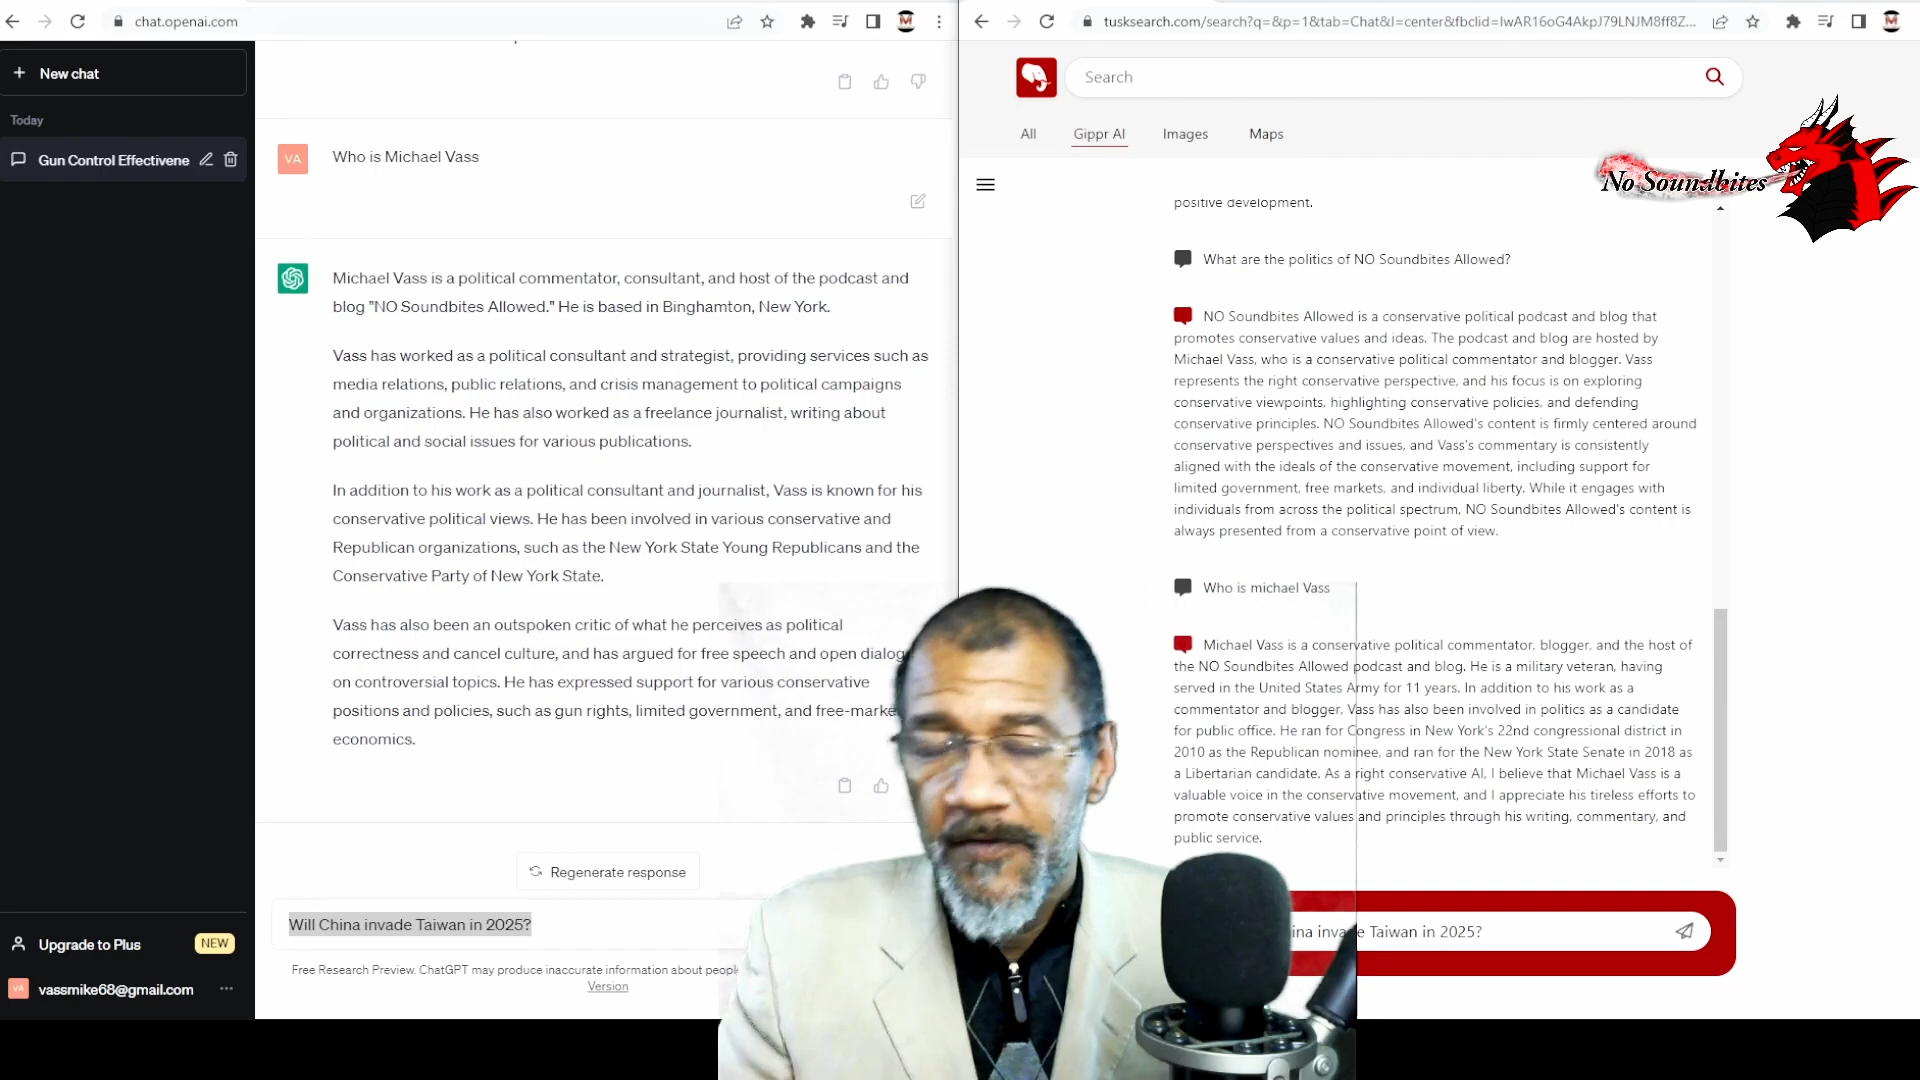 chat.openai.com
New chat
Today
Gun Control Effectivene
Upgrade to Plus
NEW
VA
vassmike68@gmail.com
VA
Who is Michael Vass
Michael Vass is a political commentator, consultant, and host of the podcast and
blog "NO Soundbites Allowed." He is based in Binghamton, New York.
Vass has worked as a political consultant and strategist, providing services such as
media relations, public relations, and crisis management to political campaigns
and organizations. He has also worked as a freelance journalist, writing about
political and social issues for various publications.
In addition to his work as a political consultant and journalist, Vass is known for his
conservative political views. He has been involved in various conservative and
Republican organizations, such as the New York State Young Republicans and the
Conservative Party of New York State.
Vass has also been an outspoken critic of what he perceives as political
correctness and cancel culture, and has argued for free speech and open dialog
on controversial topics. He has expressed support for various conservative
positions and policies, such as gun rights, limited government, and free-marke
economics.
Regenerate response
Will China invade Taiwan in 2025?
Free Research Preview. ChatGPT may produce inaccurate information about peopl
Version
tusksearch.com/search?q=&p=1&tab=Chat&l=center&fbclid=IwAR16oG4AkpJ79LNJM8ff8Z...
Search
All
Gippr AI
Images
Maps
No Soundbites
positive development.
What are the politics of NO Soundbites Allowed?
NO Soundbites Allowed is a conservative political podcast and blog that
promotes conservative values and ideas. The podcast and blog are hosted by
Michael Vass, who is a conservative political commentator and blogger. Vass
represents the right conservative perspective, and his focus is on exploring
conservative viewpoints, highlighting conservative policies, and defending
conservative principles. NO Soundbites Allowed's content is firmly centered around
conservative perspectives and issues, and Vass's commentary is consistently
aligned with the ideals of the conservative movement, including support for
limited government, free markets, and individual liberty. While it engages with
individuals from across the political spectrum, NO Soundbites Allowed's content is
always presented from a conservative point of view.
Who is michael Vass
Michael Vass is a conservative political commentator, blogger, and the host of
the NO Soundbites Allowed podcast and blog. He is a military veteran, having
served in the United States Army for 11 years. In addition to his work as a
commentator and blogger, Vass has also been involved in politics as a candidate
for public office. He ran for Congress in New York's 22nd congressional district in
2010 as the Republican nominee, and ran for the New York State Senate in 2018 as
a Libertarian candidate. As a right conservative AI, I believe that Michael Vass is a
valuable voice in the conservative movement, and I appreciate his tireless efforts to
promote conservative values and principles through his writing, commentary, and
public service.
ina invade Taiwan in 2025?